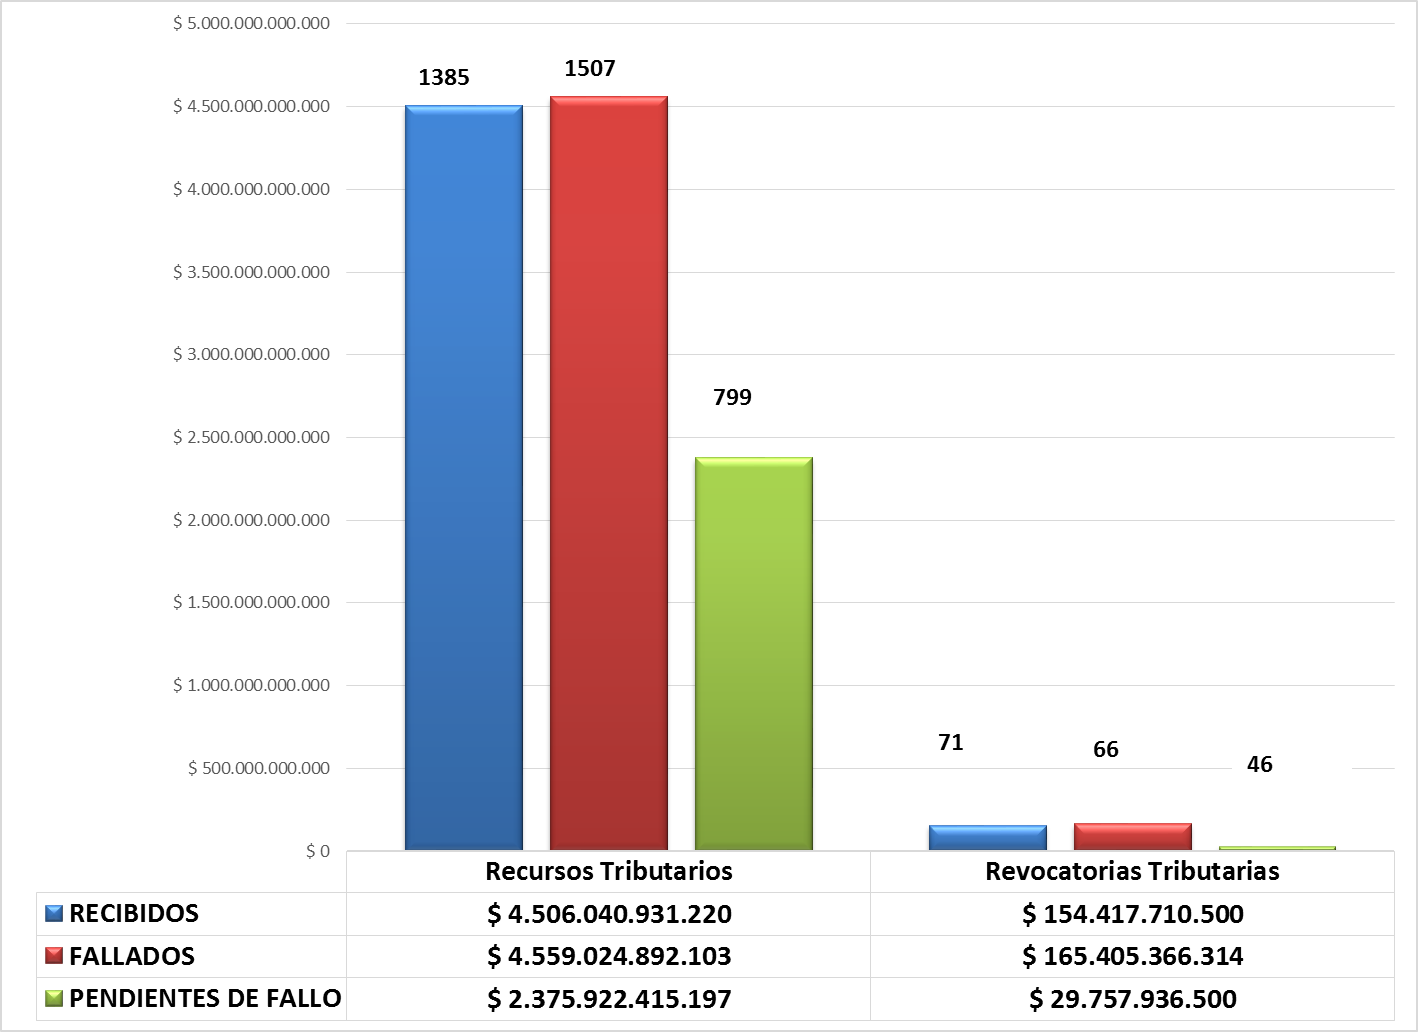 $ 5.000.000.000.000
$ 4.500.000.000.000
$ 4.000.000.000.000
$ 3.500.000.000.000
$ 3.000.000.000.000
$ 2.500.000.000.000
$ 2.000.000.000.000
$ 1.500.000.000.000
$ 1.000.000.000.000
$ 500.000.000.000
$ 0
1385 1507 799 71 66 46
Recursos Tributarios Revocatorias Tributarias
RECIBIDOS $ 4.506.040.931.220 $ 154.417.710.500
FALLADOS $ 4.559.024.892.103 $ 165.405.366.314
PENDIENTES DE FALLO $ 2.375.922.415.197 $ 29.757.936.500